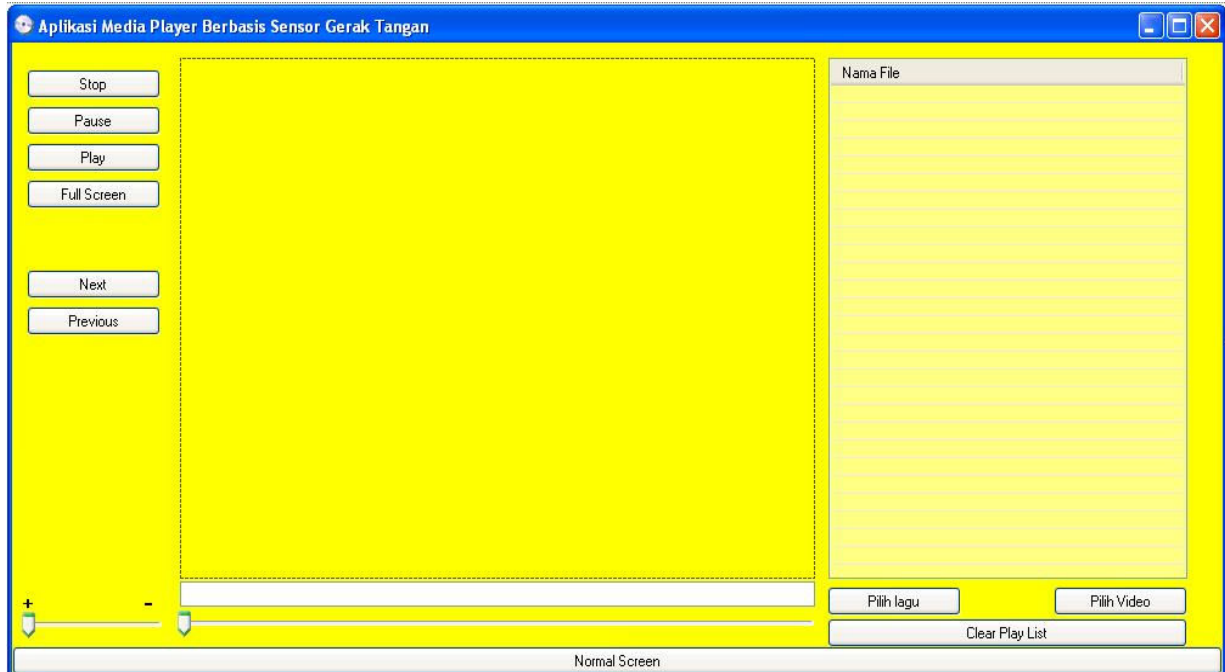 Aplikasi Media Player Berbasis Sensor Gerak Tangan
Stop
Pause
Play
Full Screen
Next
Previous
Nama File
+ -
Pilih lagu
Pilih Video
Clear Play List
Normal Screen